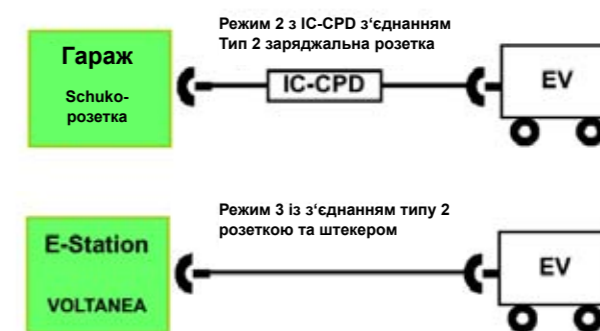 Режим 2 з IC-CPD з‘єднанням
Тип 2 заряджальна розетка
Гараж
Schuko-
розетка
IC-CPD
EV
Режим 3 із з‘єднанням типу 2
розеткою та штекером
E-Station
VOLTANEA
EV